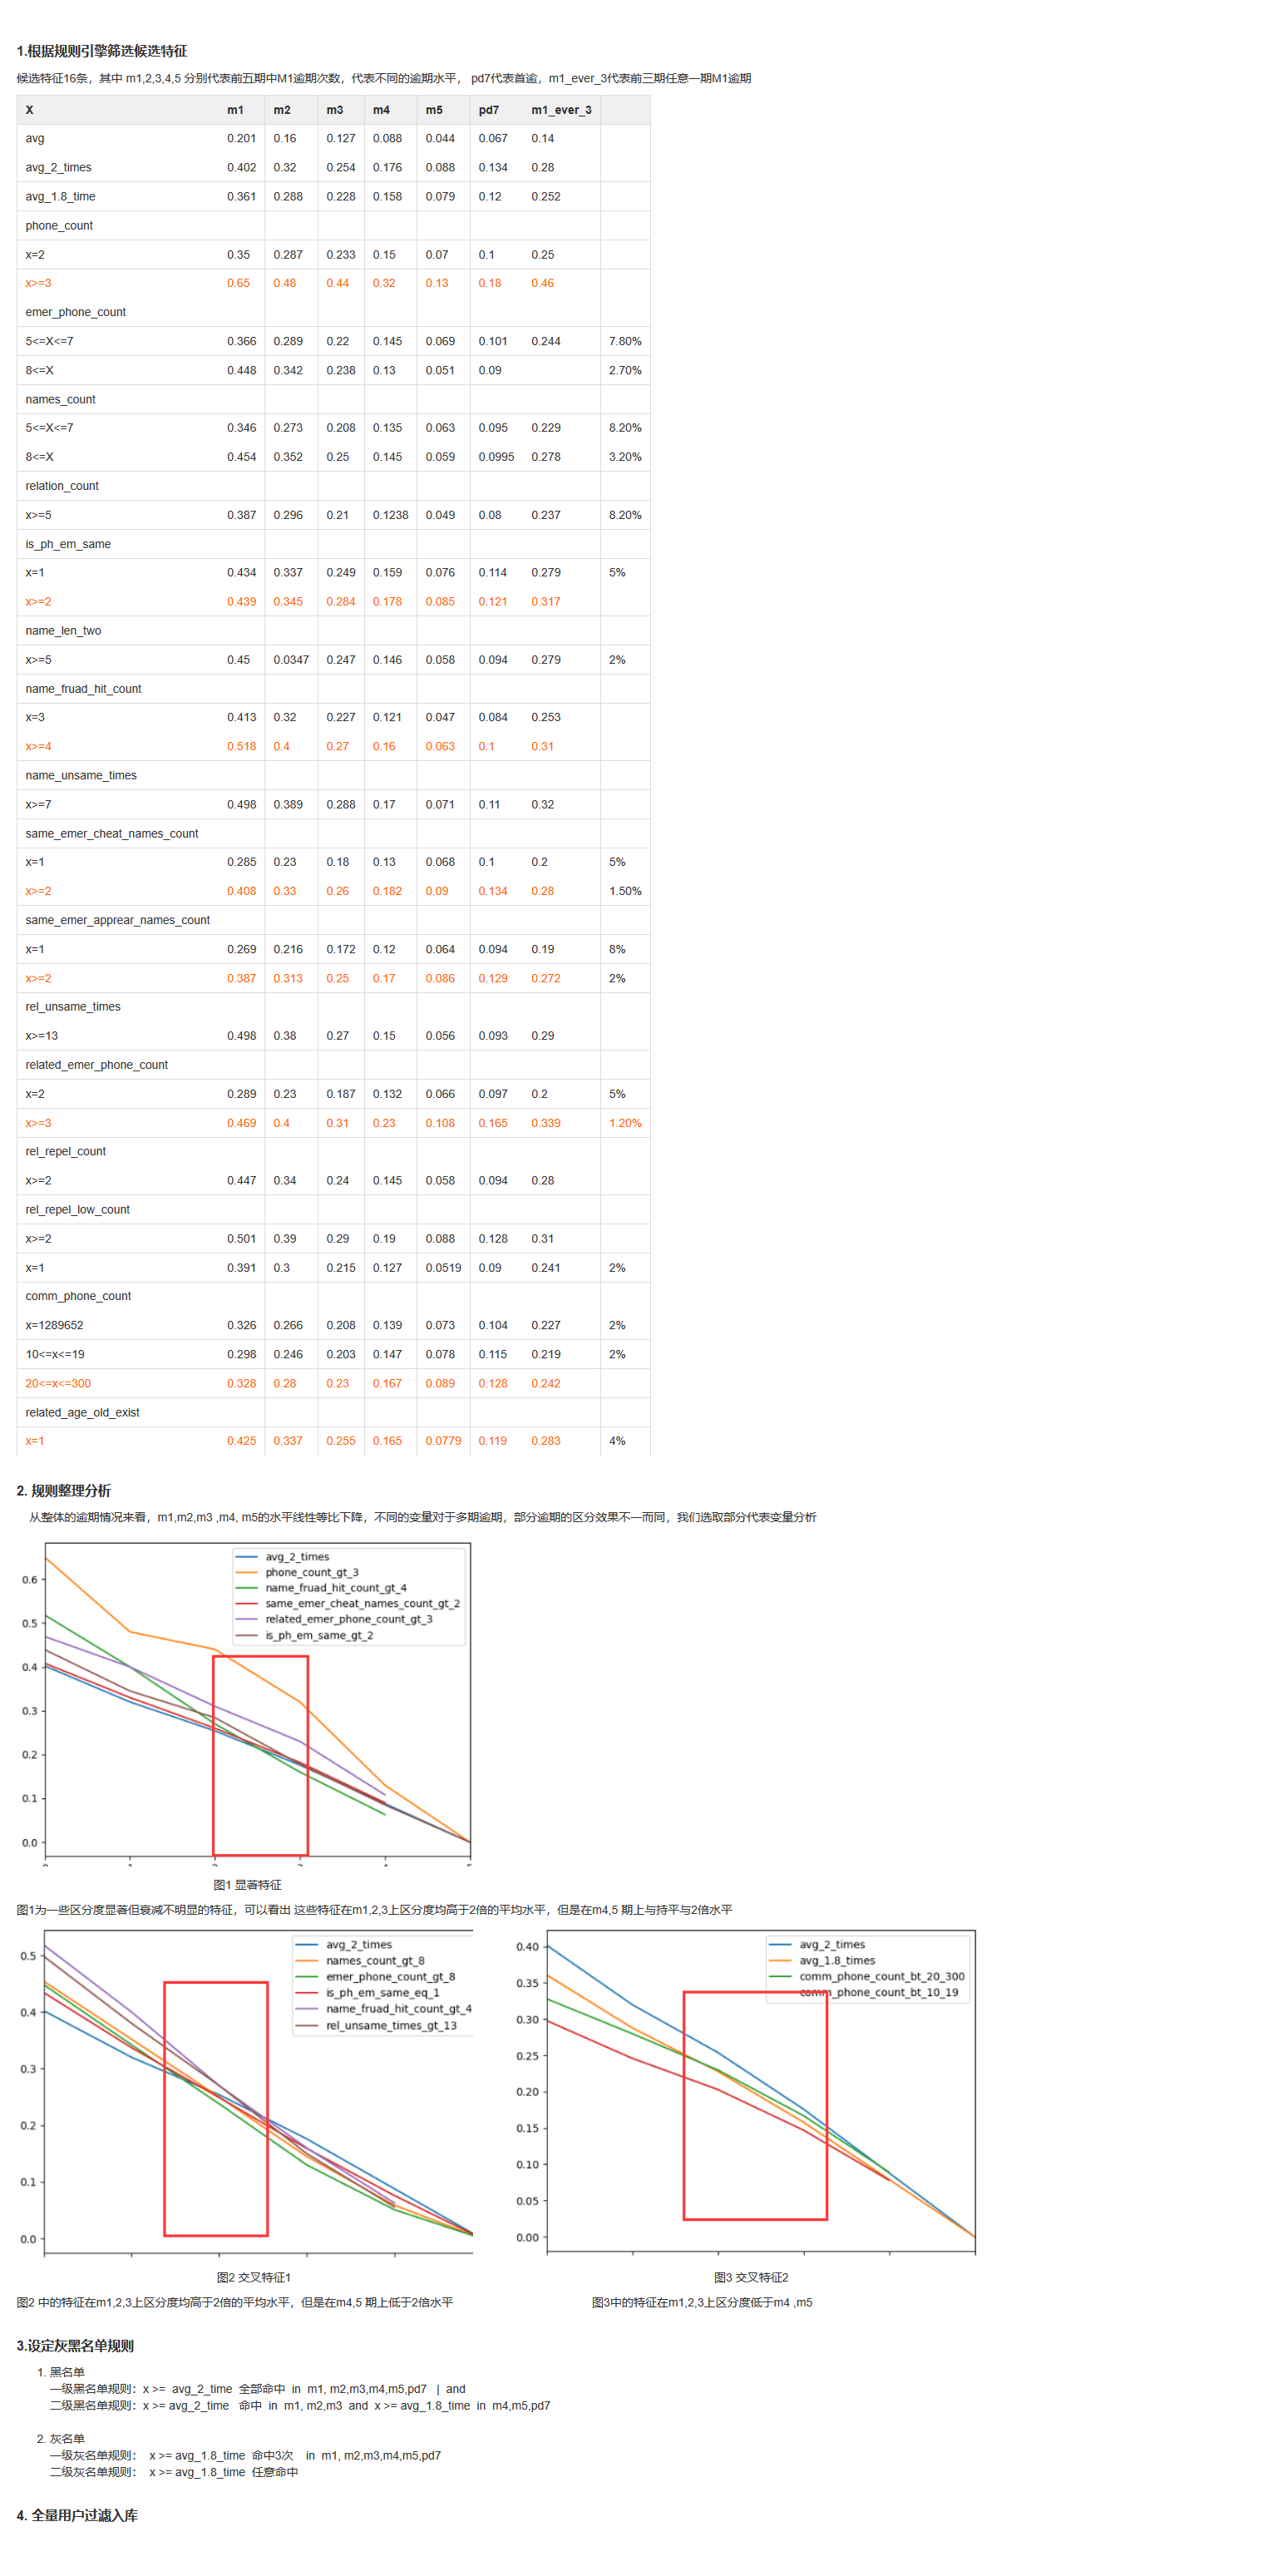 1.根据规则引擎筛选候选特征
候选特征16条，其中 m1,2,3,4,5 分别代表前五期中M1逾期次数，代表不同的逾期水平， pd7代表首逾，m1_ever_3代表前三期任意一期M1逾期
X m1 m2 m3 m4 m5 pd7 m1_ever_3
avg 0.201 0.16 0.127 0.088 0.044 0.067 0.14
avg_2_times 0.402 0.32 0.254 0.176 0.088 0.134 0.28
avg_1.8_time 0.361 0.288 0.228 0.158 0.079 0.12 0.252
phone_count
x=2 0.35 0.287 0.233 0.15 0.07 0.1 0.25
x>=3 0.65 0.48 0.44 0.32 0.13 0.18 0.46
emer_phone_count
5<=X<=7 0.366 0.289 0.22 0.145 0.069 0.101 0.244 7.80%
8<=X 0.448 0.342 0.238 0.13 0.051 0.09 2.70%
names_count
5<=X<=7 0.346 0.273 0.208 0.135 0.063 0.095 0.229 8.20%
8<=X 0.454 0.352 0.25 0.145 0.059 0.0995 0.278 3.20%
relation_count
x>=5 0.387 0.296 0.21 0.1238 0.049 0.08 0.237 8.20%
is_ph_em_same
x=1 0.434 0.337 0.249 0.159 0.076 0.114 0.279 5%
x>=2 0.439 0.345 0.284 0.178 0.085 0.121 0.317
name_len_two
x>=5 0.45 0.0347 0.247 0.146 0.058 0.094 0.279 2%
name_fruad_hit_count
x=3 0.413 0.32 0.227 0.121 0.047 0.084 0.253
x>=4 0.518 0.4 0.27 0.16 0.063 0.1 0.31
name_unsame_times
x>=7 0.498 0.389 0.288 0.17 0.071 0.11 0.32
same_emer_cheat_names_count
x=1 0.285 0.23 0.18 0.13 0.068 0.1 0.2 5%
x>=2 0.408 0.33 0.26 0.182 0.09 0.134 0.28 1.50%
same_emer_apprear_names_count
x=1 0.269 0.216 0.172 0.12 0.064 0.094 0.19 8%
x>=2 0.387 0.313 0.25 0.17 0.086 0.129 0.272 2%
rel_unsame_times
x>=13 0.498 0.38 0.27 0.15 0.056 0.093 0.29
related_emer_phone_count
x=2 0.289 0.23 0.187 0.132 0.066 0.097 0.2 5%
x>=3 0.469 0.4 0.31 0.23 0.108 0.165 0.339 1.20%
rel_repel_count
x>=2 0.447 0.34 0.24 0.145 0.058 0.094 0.28
rel_repel_low_count
x>=2 0.501 0.39 0.29 0.19 0.088 0.128 0.31
x=1 0.391 0.3 0.215 0.127 0.0519 0.09 0.241 2%
comm_phone_count
x=1289652 0.326 0.266 0.208 0.139 0.073 0.104 0.227 2%
10<=x<=19 0.298 0.246 0.203 0.147 0.078 0.115 0.219 2%
20<=x<=300 0.328 0.28 0.23 0.167 0.089 0.128 0.242
related_age_old_exist
x=1 0.425 0.337 0.255 0.165 0.0779 0.119 0.283 4%
2. 规则整理分析
从整体的逾期情况来看，m1,m2,m3 ,m4, m5的水平线性等比下降，不同的变量对于多期逾期，部分逾期的区分效果不一而同，我们选取部分代表变量分析
avg_2_times
phone_count_gt_3
name_fruad_hit_count_gt_4
same_emer_cheat_names_count_gt_2
related_emer_phone_count_gt_3
is_ph_em_same_gt_2
0.6
0.5
0.4
0.3
0.2
0.1
0.0
图1 显著特征
图1为一些区分度显著但衰减不明显的特征，可以看出 这些特征在m1,2,3上区分度均高于2倍的平均水平，但是在m4,5 期上与持平与2倍水平
avg_2_times
names_count_gt_8
emer_phone_count_gt_8
is_ph_em_same_eq_1
name_fruad_hit_count_gt_4
rel_unsame_times_gt_13
0.5
0.4
0.3
0.2
0.1
0.0
avg_2_times
avg_1.8_times
comm_phone_count_bt_20_300
comm_phone_count_bt_10_19
0.40
0.35
0.30
0.25
0.20
0.15
0.10
0.05
0.00
图2 交叉特征1
图3 交叉特征2
图2 中的特征在m1,2,3上区分度均高于2倍的平均水平，但是在m4,5 期上低于2倍水平
图3中的特征在m1,2,3上区分度低于m4 ,m5
3.设定灰黑名单规则
1. 黑名单
一级黑名单规则：x >= avg_2_time 全部命中 in m1, m2,m3,m4,m5,pd7 | and
二级黑名单规则：x >= avg_2_time 命中 in m1, m2,m3 and x >= avg_1.8_time in m4,m5,pd7
2. 灰名单
一级灰名单规则： x >= avg_1.8_time 命中3次 in m1, m2,m3,m4,m5,pd7
二级灰名单规则： x >= avg_1.8_time 任意命中
4. 全量用户过滤入库